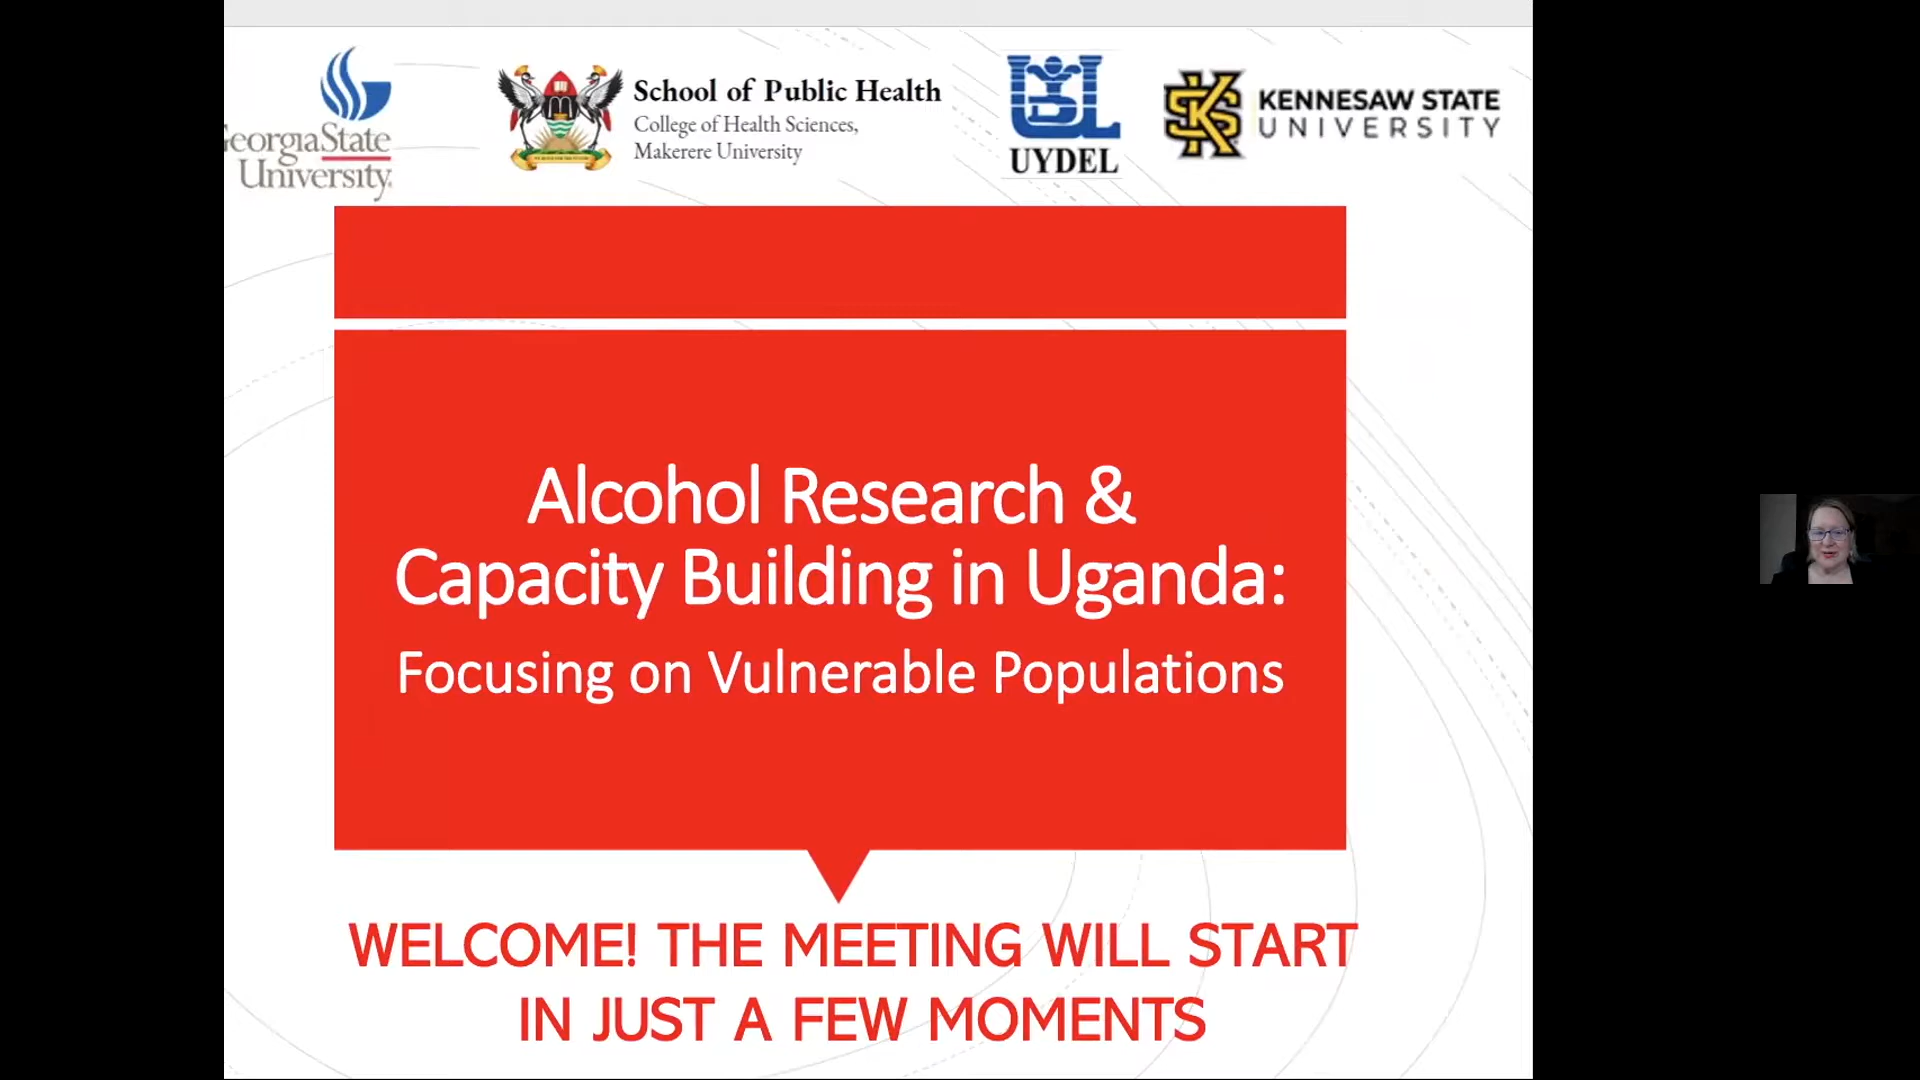 GeorgiaState
University
School of Public Health
College of Health Sciences,
Makerere University
UYDEL
KENNESAW STATE
UNIVERSITY
Alcohol Research &
Capacity Building in Uganda:
Focusing on Vulnerable Populations
WELCOME! THE MEETING WILL START
IN JUST A FEW MOMENTS